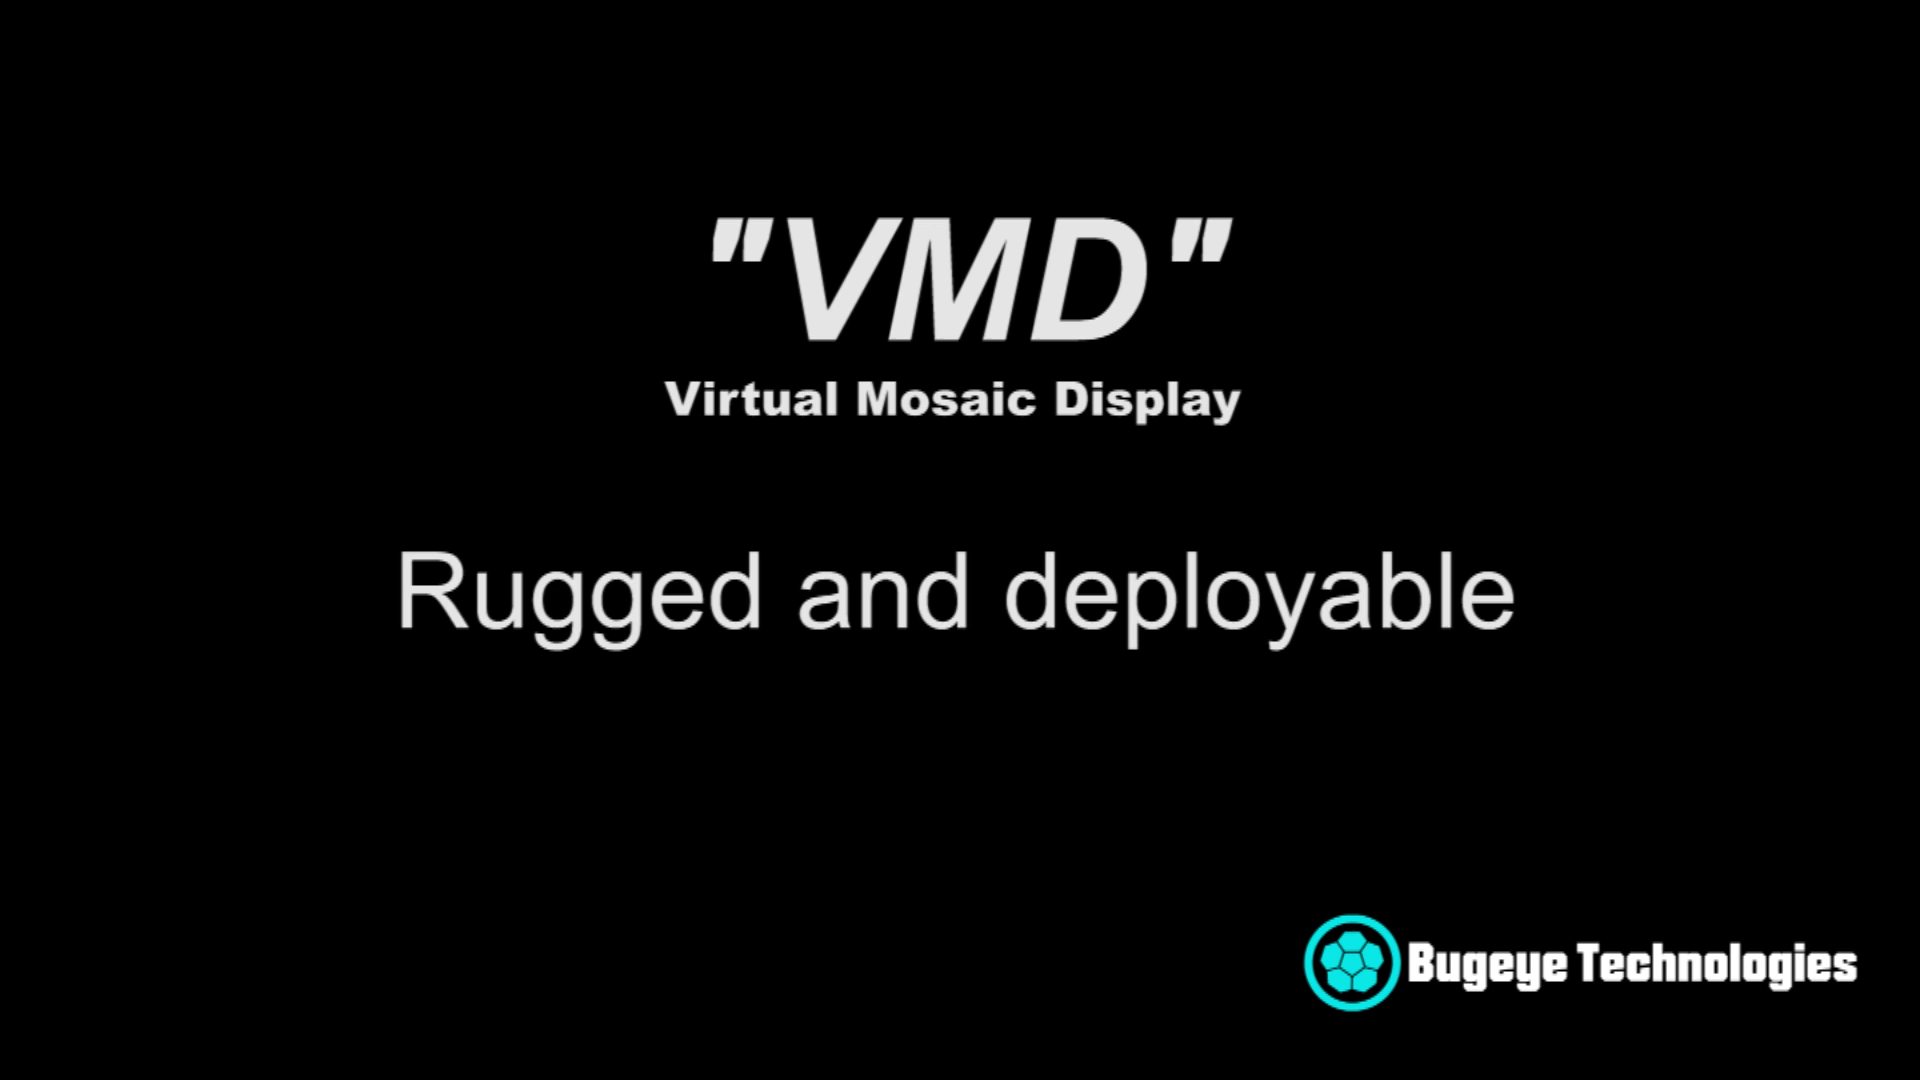 "VMD"
Virtual Mosaic Display
Rugged and deployable
Bugeye Technologies